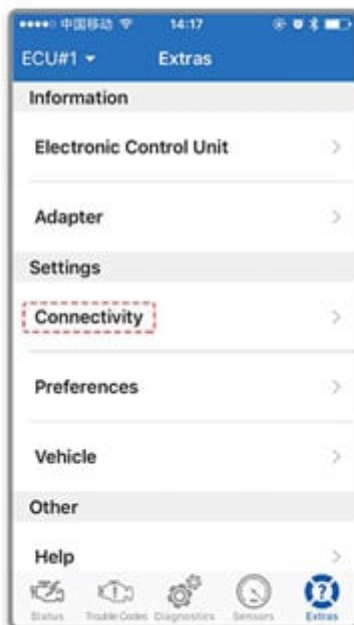 中国移动 14:17
ECU#1 Extras
Information
Electronic Control Unit
Adapter
Settings
Connectivity
Preferences
Vehicle
Other
Help
Status Trouble Codes Diagnostics Sensors Extras